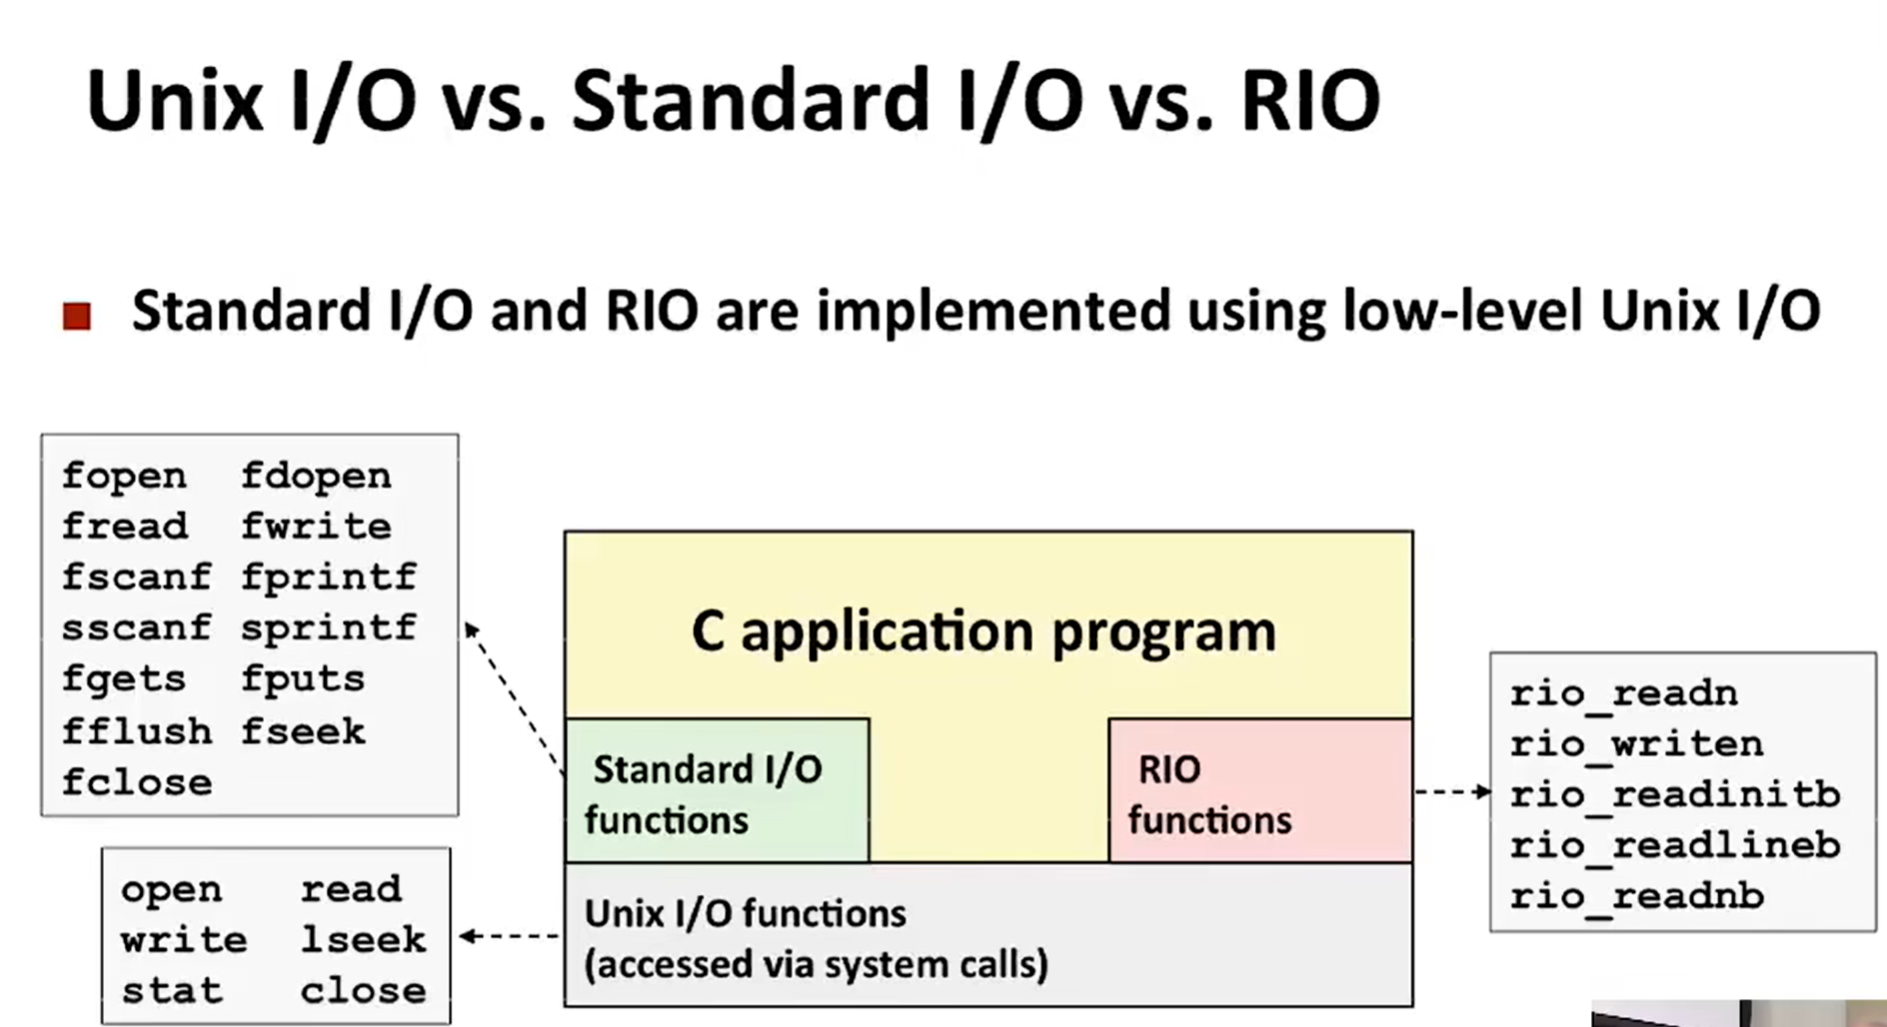 Unix I/O vs. Standard I/O vs. RIO
Standard I/O and RIO are implemented using low-level Unix I/O
fopen fdopen
fread fwrite
fscanf fprintf
sscanf sprintf
fgets fputs
fflush fseek
fclose
C application program
Standard I/O
functions
RIO
functions
rio_readn
rio_writen
rio_readinitb
rio_readlineb
rio_readnb
open read
write lseek
stat close
Unix I/O functions
(accessed via system calls)